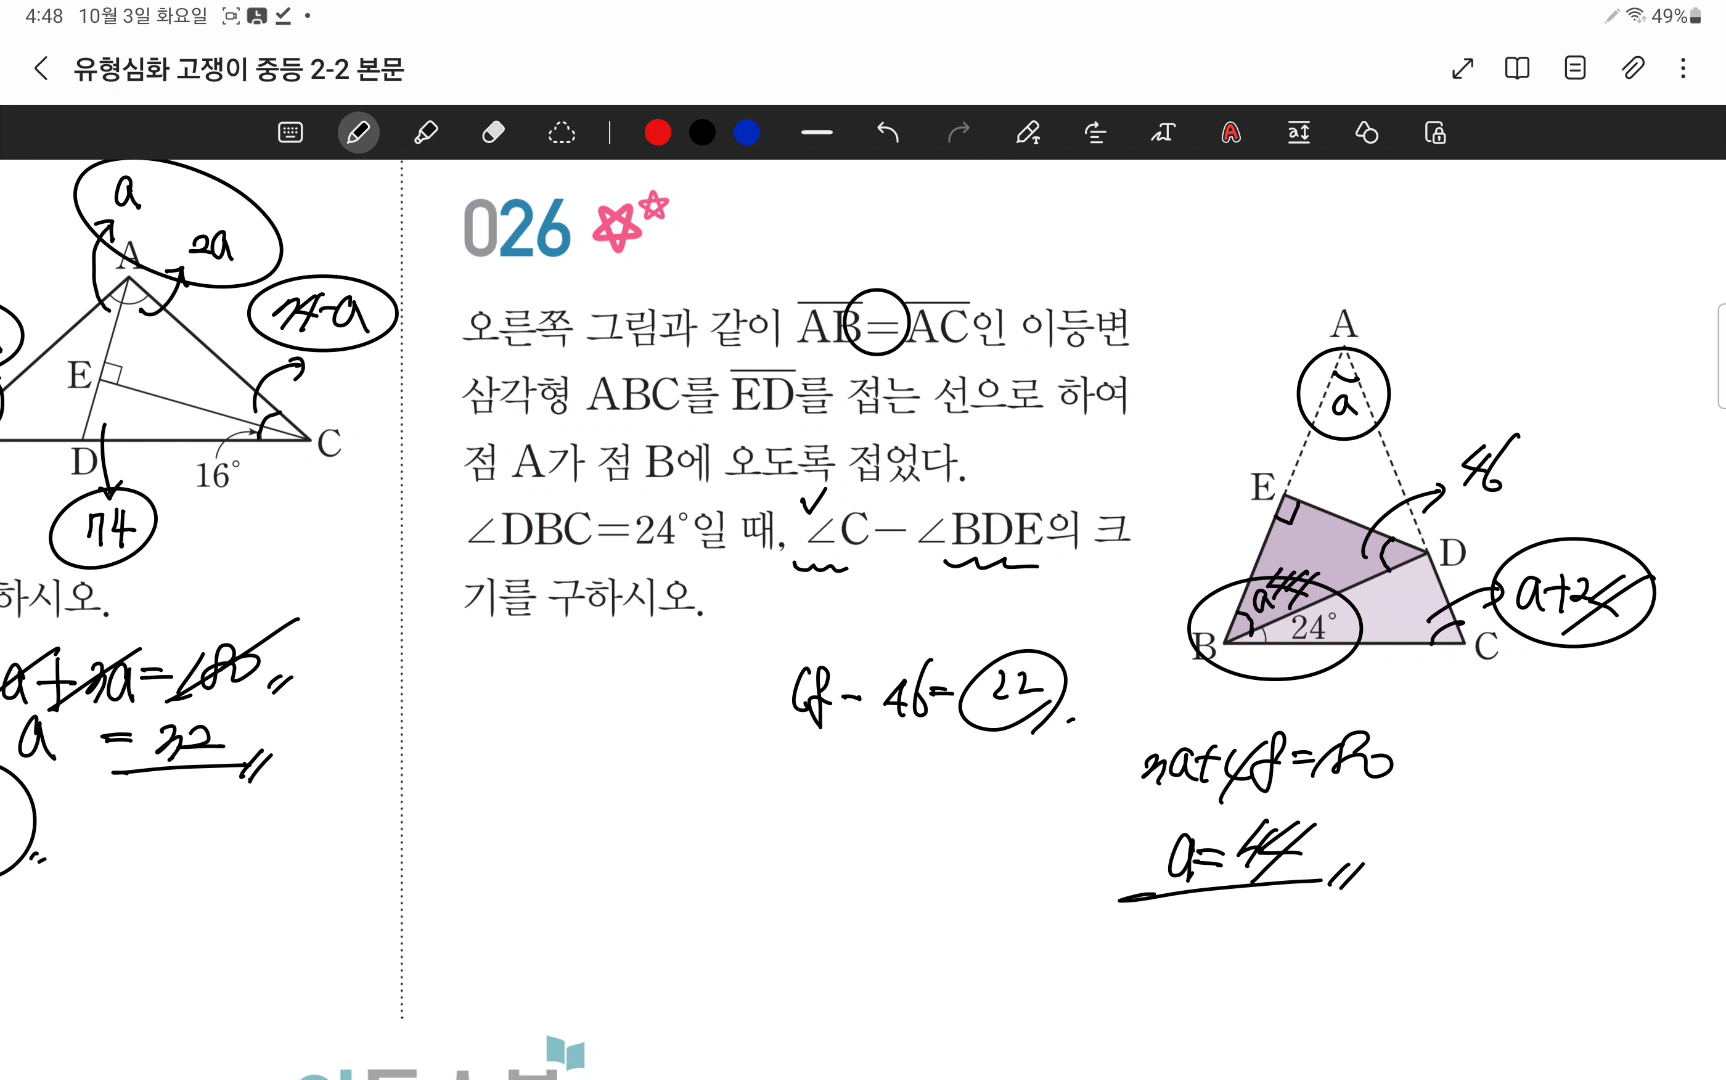 4:48 10월 3일 화요일 49%
유형심화 고쟁이 중등 2-2 본문
a
2a
A
74-a
E
D
16°
C
74
하시오.
a+3a=180
a = 32
026
오른쪽 그림과 같이 AB=AC인 이등변
삼각형 ABC를 ED를 접는 선으로 하여
점 A가 점 B에 오도록 접었다.
∠DBC=24°일 때, ∠C-∠BDE의 크
기를 구하시오.
A
a
46
E
D
a
44
24°
B
C
a+24
68-46=22
3a+48=180
a=44